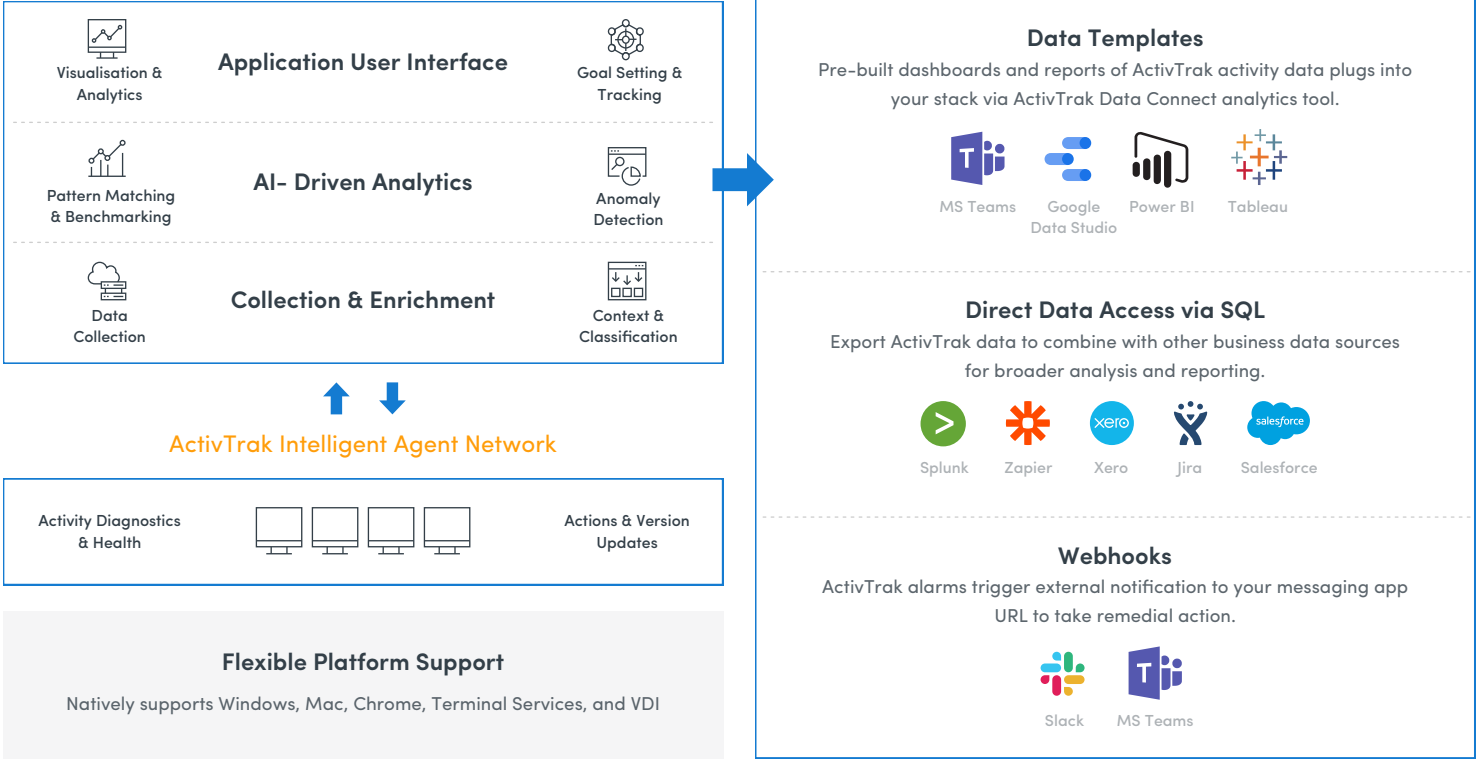 Visualisation &
Analytics
Application User Interface
Goal Setting &
Tracking
Pattern Matching
& Benchmarking
AI- Driven Analytics
Anomaly
Detection
Data
Collection
Collection & Enrichment
Context &
Classification
ActivTrak Intelligent Agent Network
Activity Diagnostics
& Health
Actions & Version
Updates
Flexible Platform Support
Natively supports Windows, Mac, Chrome, Terminal Services, and VDI
Data Templates
Pre-built dashboards and reports of ActivTrak activity data plugs into
your stack via ActivTrak Data Connect analytics tool.
T
MS Teams
Google
Data Studio
Power BI
Tableau
Direct Data Access via SQL
Export ActivTrak data to combine with other business data sources
for broader analysis and reporting.
>
xero
salesforce
Splunk
Zapier
Xero
Jira
Salesforce
Webhooks
ActivTrak alarms trigger external notification to your messaging app
URL to take remedial action.
T
Slack
MS Teams